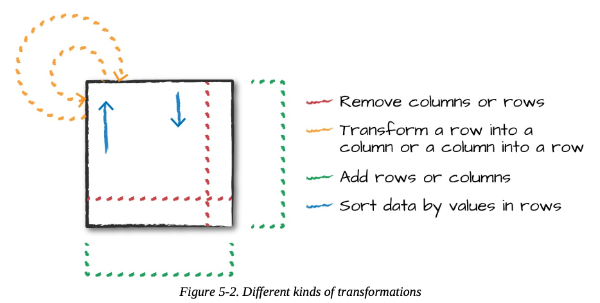 Remove columns or rows
Transform a row into a
column or a column into a row
Add rows or columns
Sort data by values in rows
Figure 5-2. Different kinds of transformations